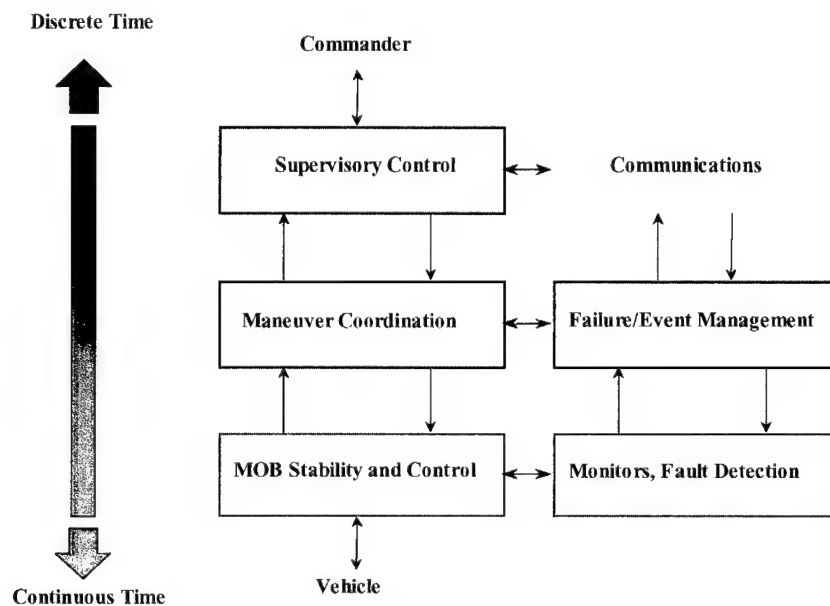 Discrete Time
Commander
Supervisory Control
Communications
Maneuver Coordination
Failure/Event Management
MOB Stability and Control
Monitors, Fault Detection
Vehicle
Continuous Time